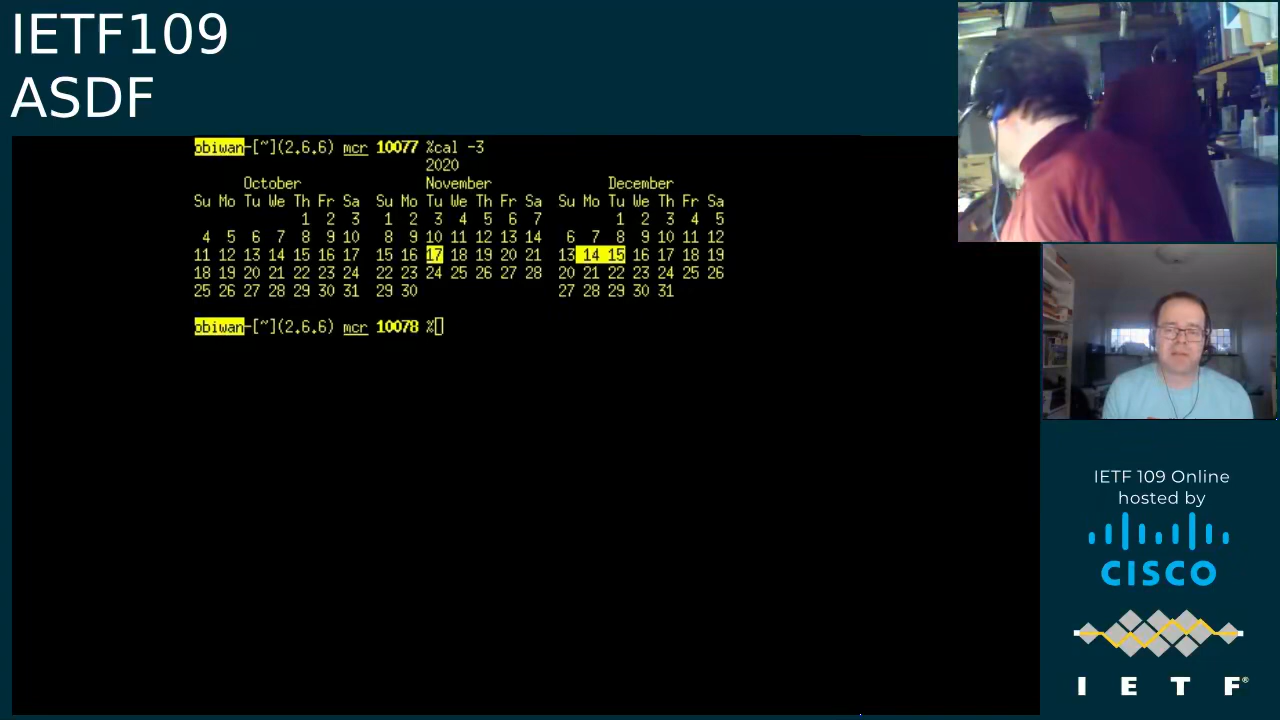 IETF109
ASDF
obiwan-[~](2.6.6) mcr 10077 %cal -3
2020
October November December
Su Mo Tu We Th Fr Sa Su Mo Tu We Th Fr Sa Su Mo Tu We Th Fr Sa
1 2 3 1 2 3 4 5 6 7 1 2 3 4 5
4 5 6 7 8 9 10 8 9 10 11 12 13 14 6 7 8 9 10 11 12
11 12 13 14 15 16 17 15 16 17 18 19 20 21 13 14 15 16 17 18 19
18 19 20 21 22 23 24 22 23 24 25 26 27 28 20 21 22 23 24 25 26
25 26 27 28 29 30 31 29 30 27 28 29 30 31
obiwan-[~](2.6.6) mcr 10078 %
IETF 109 Online
hosted by
CISCO
I E T F®